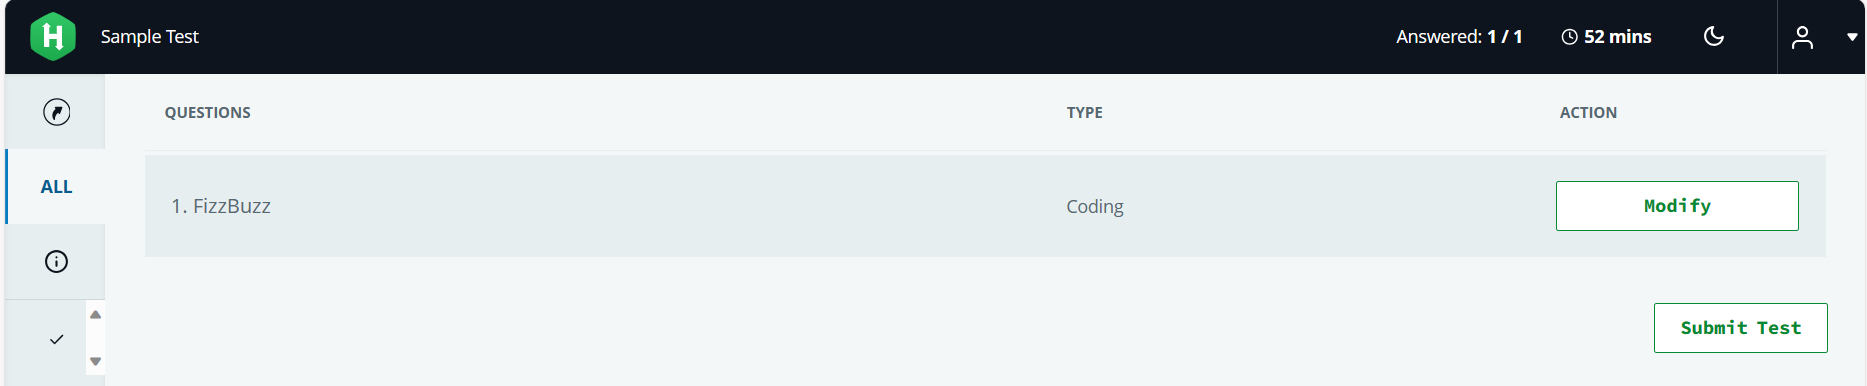 H
Sample Test
Answered: 1 / 1
52 mins
QUESTIONS TYPE ACTION
ALL
1. FizzBuzz Coding Modify
Submit Test